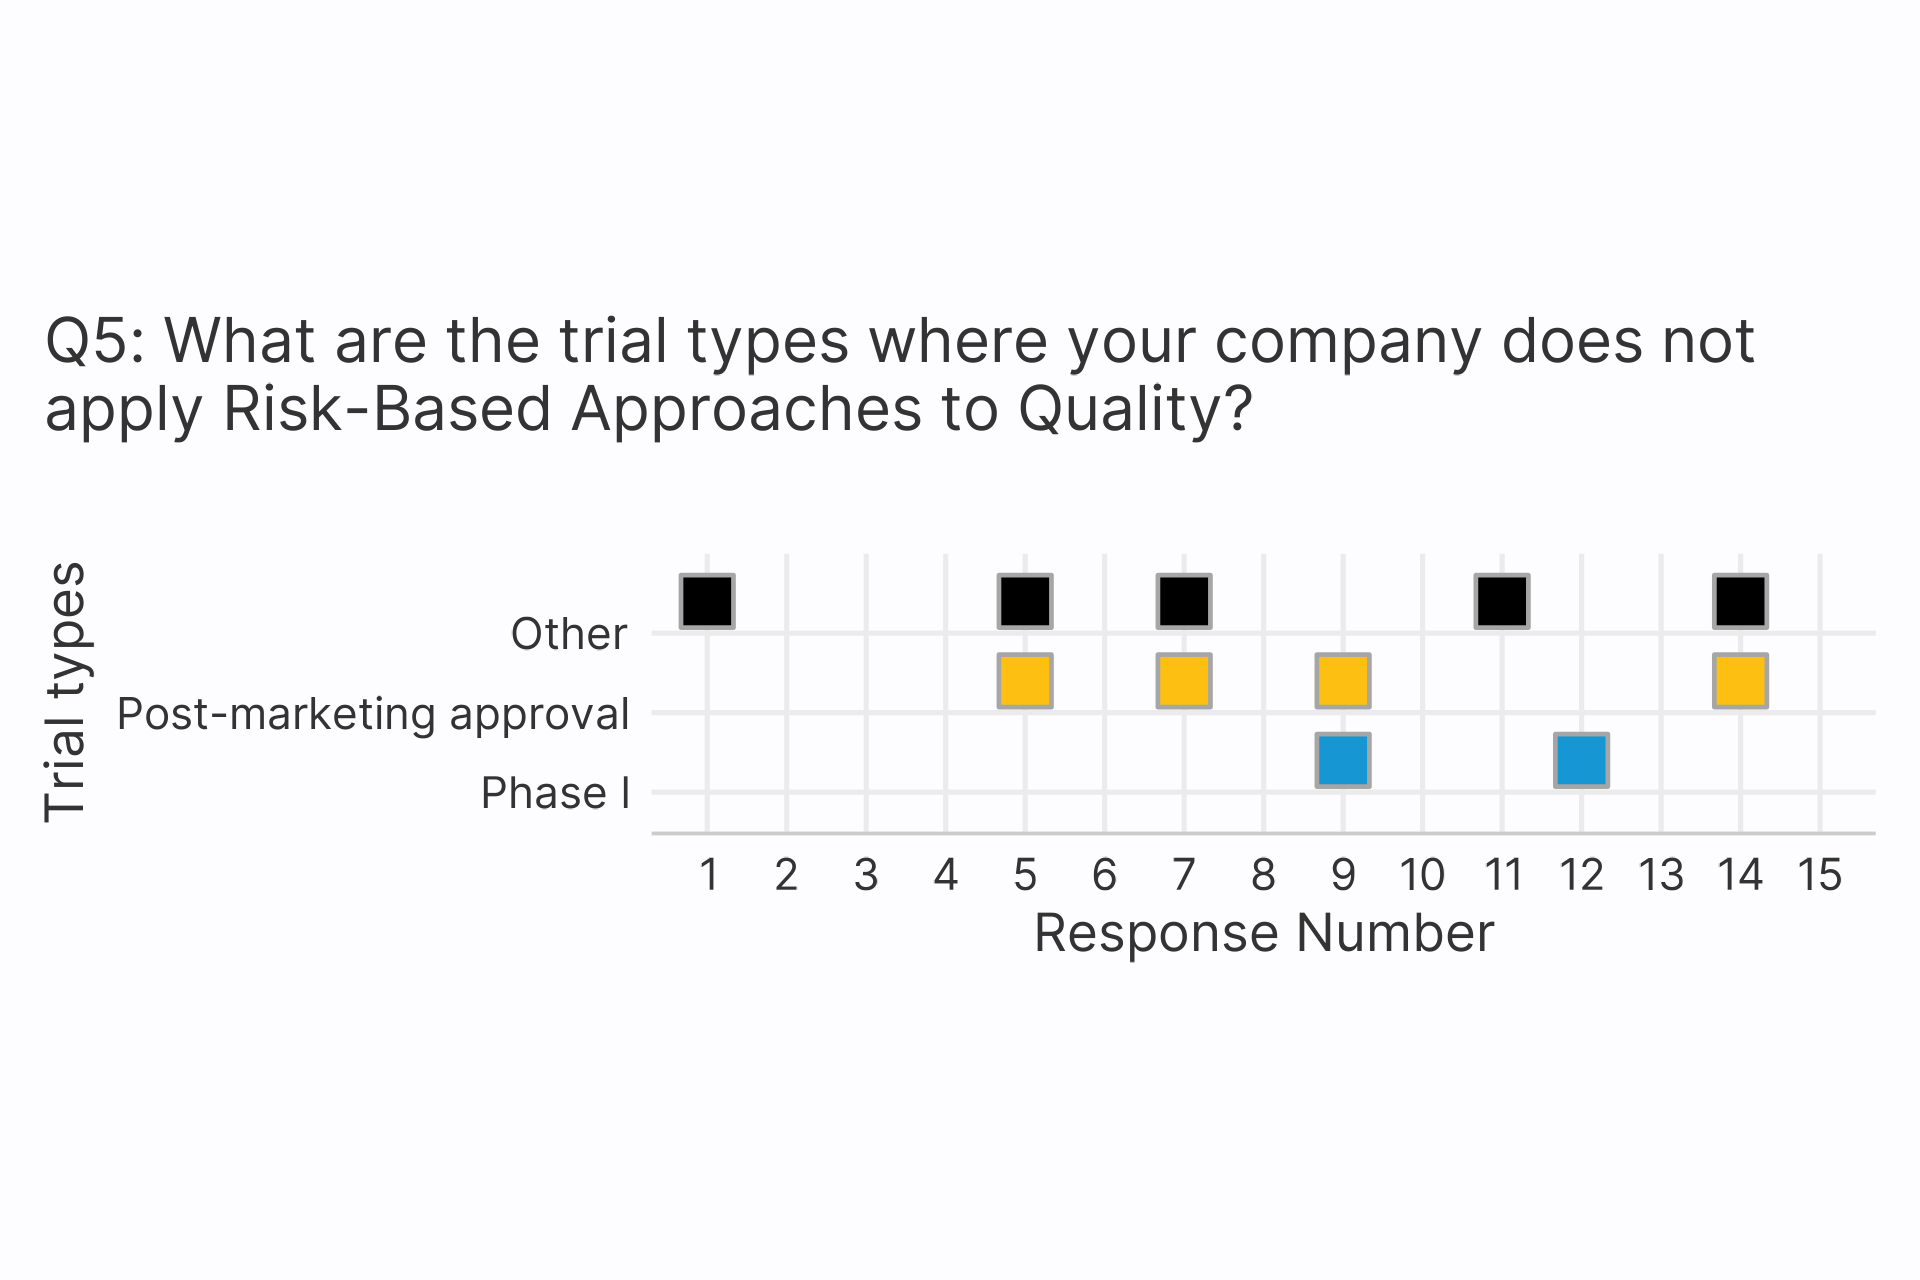 Q5: What are the trial types where your company does not
apply Risk-Based Approaches to Quality?
Trial types
Other
Post-marketing approval
Phase I
1 2 3 4 5 6 7 8 9 10 11 12 13 14 15
Response Number